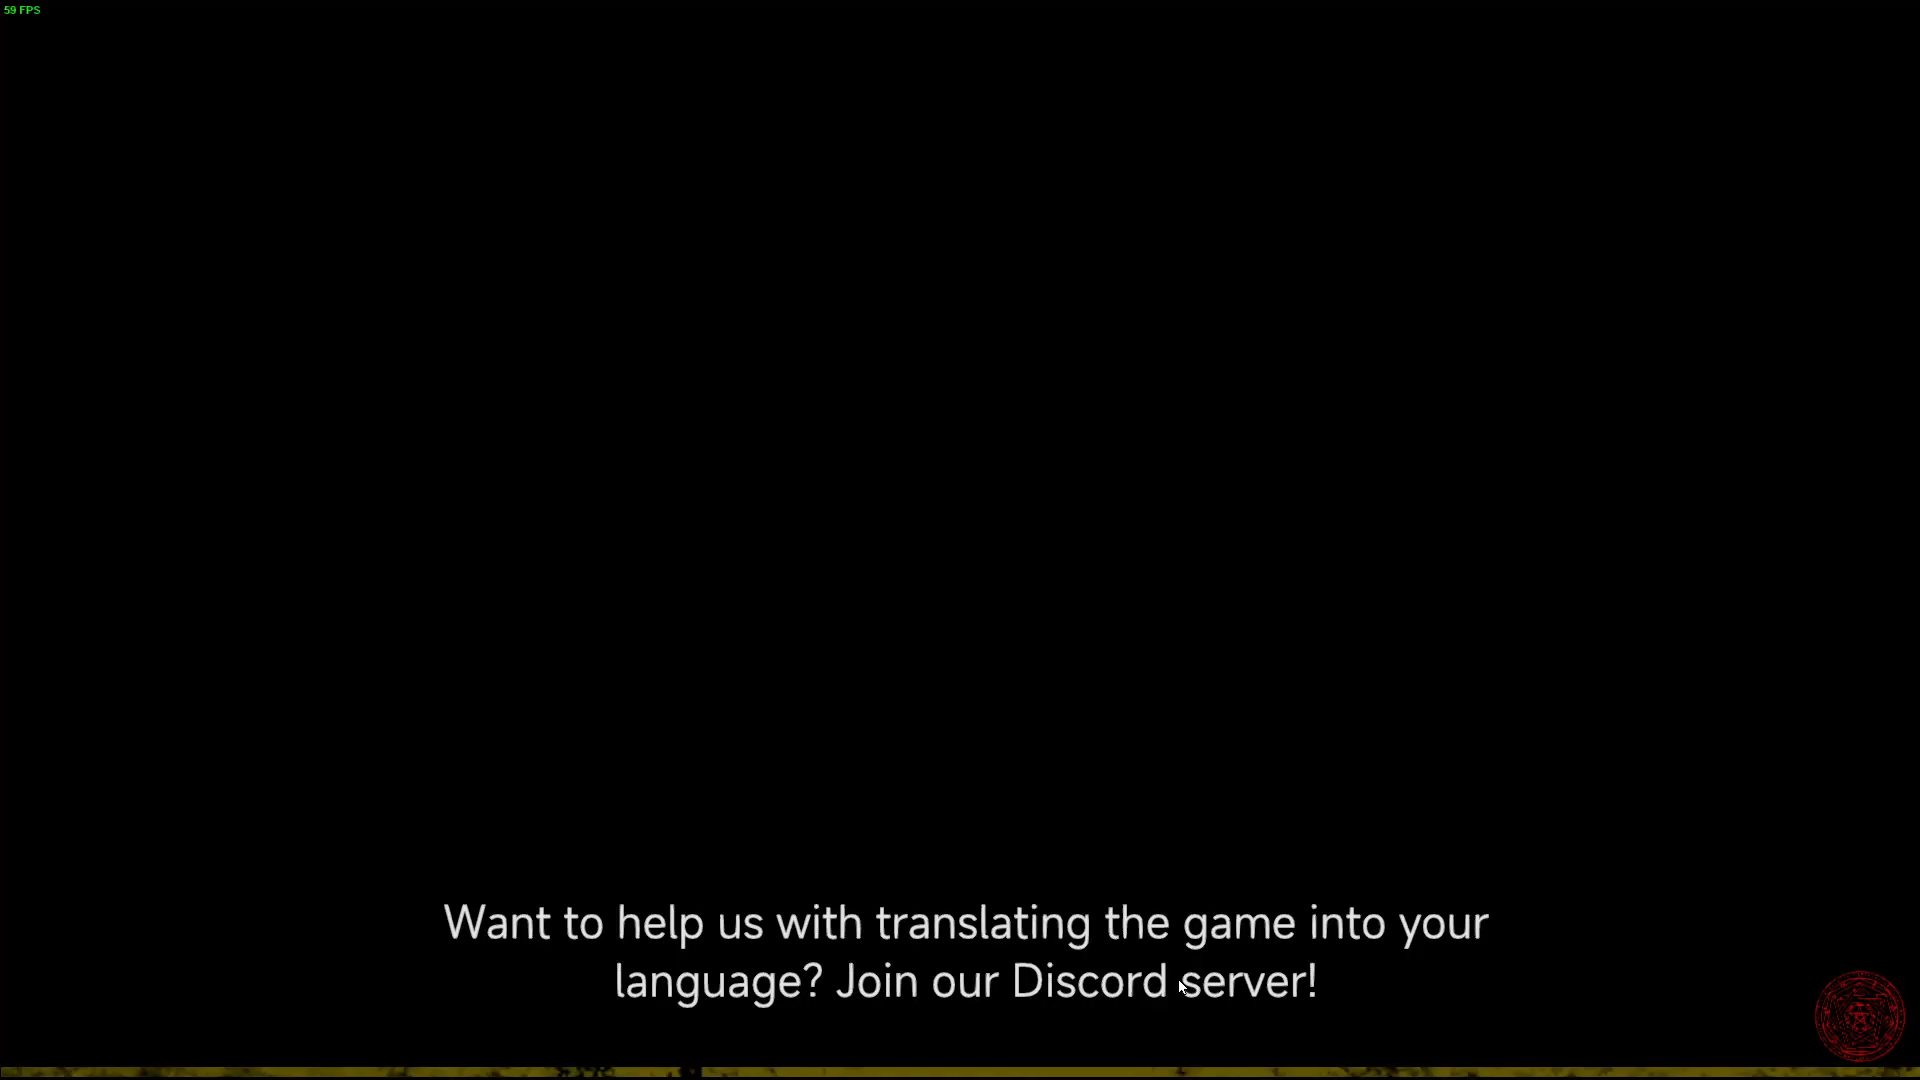 59 FPS
Want to help us with translating the game into your
language? Join our Discord server!